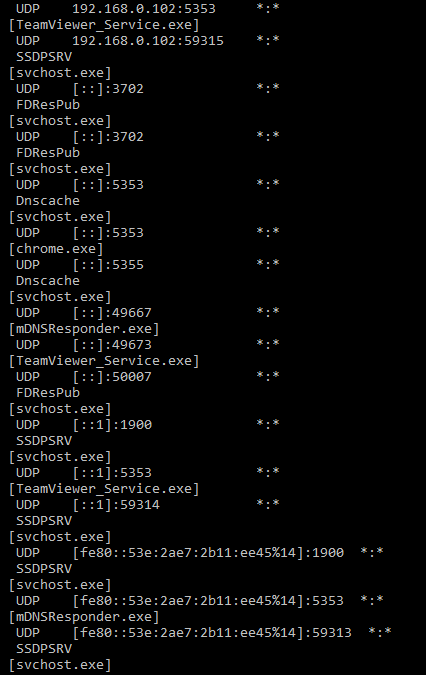 UDP    192.168.0.102:5353     *:*
[TeamViewer_Service.exe]
UDP    192.168.0.102:59315    *:*
SSDPSRV
[svchost.exe]
UDP    [::]:3702              *:*
FDResPub
[svchost.exe]
UDP    [::]:3702              *:*
FDResPub
[svchost.exe]
UDP    [::]:5353              *:*
Dnscache
[svchost.exe]
UDP    [::]:5353              *:*
[chrome.exe]
UDP    [::]:5355              *:*
Dnscache
[svchost.exe]
UDP    [::]:49667             *:*
[mDNSResponder.exe]
UDP    [::]:49673             *:*
[TeamViewer_Service.exe]
UDP    [::]:50007             *:*
FDResPub
[svchost.exe]
UDP    [::1]:1900             *:*
SSDPSRV
[svchost.exe]
UDP    [::1]:5353             *:*
[TeamViewer_Service.exe]
UDP    [::1]:59314            *:*
SSDPSRV
[svchost.exe]
UDP    [fe80::53e:2ae7:2b11:ee45%14]:1900  *:*
SSDPSRV
[svchost.exe]
UDP    [fe80::53e:2ae7:2b11:ee45%14]:5353  *:*
[mDNSResponder.exe]
UDP    [fe80::53e:2ae7:2b11:ee45%14]:59313  *:*
SSDPSRV
[svchost.exe]